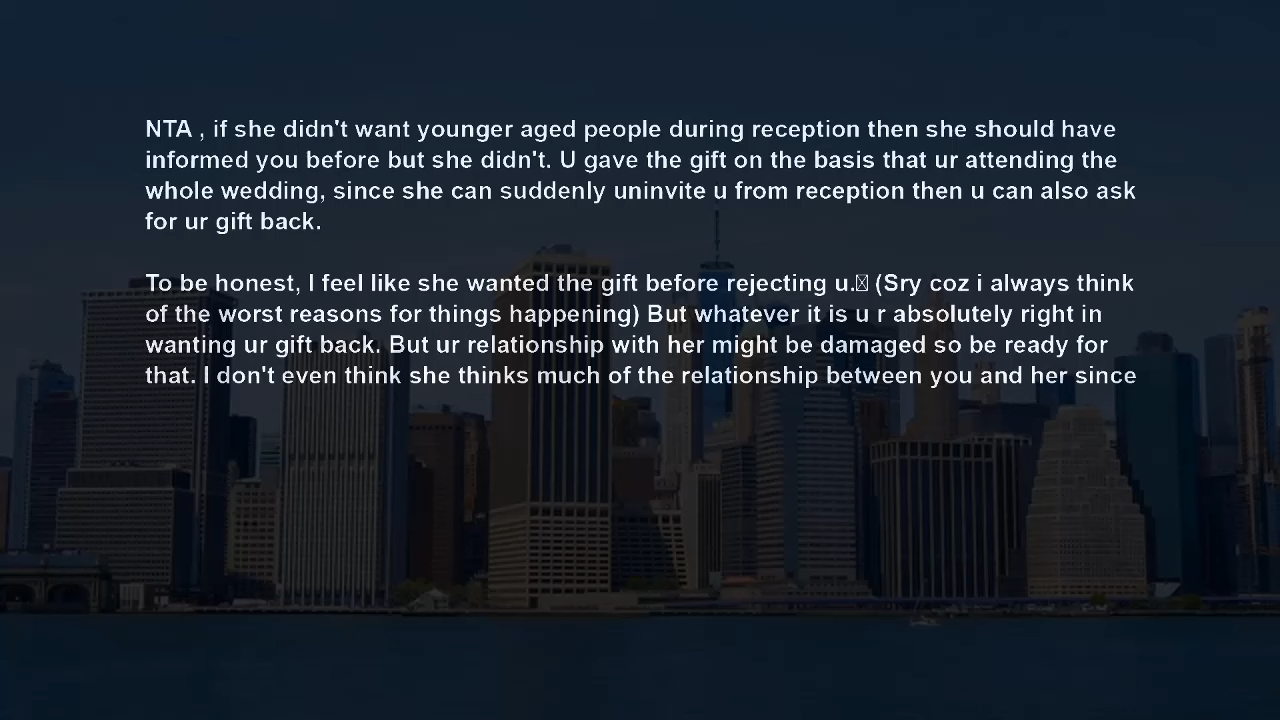 NTA , if she didn't want younger aged people during reception then she should have
informed you before but she didn't. U gave the gift on the basis that ur attending the
whole wedding, since she can suddenly uninvite u from reception then u can also ask
for ur gift back.
To be honest, I feel like she wanted the gift before rejecting u. (Sry coz i always think
of the worst reasons for things happening) But whatever it is u r absolutely right in
wanting ur gift back. But ur relationship with her might be damaged so be ready for
that. I don't even think she thinks much of the relationship between you and her since